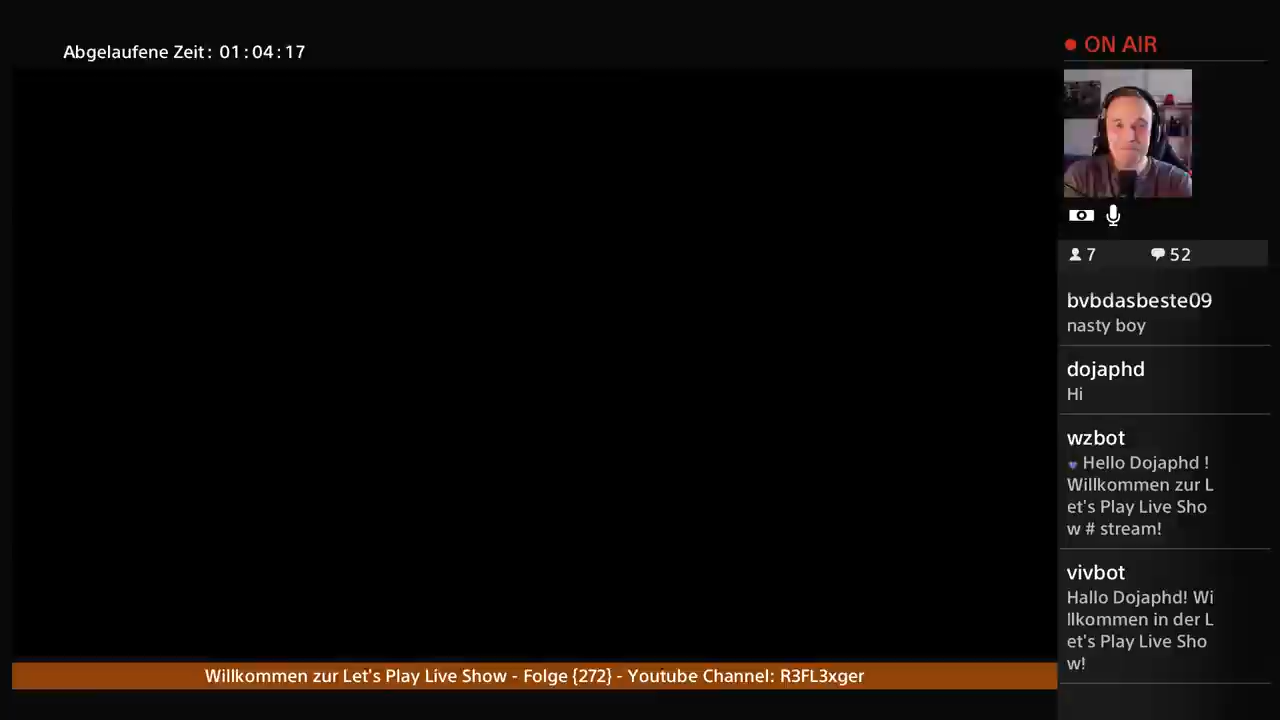 Abgelaufene Zeit: 01:04:17
ON AIR
7 52
bvbdasbeste09
nasty boy
dojaphd
Hi
wzbot
Hello Dojaphd !
Willkommen zur L
et's Play Live Sho
w # stream!
vivbot
Hallo Dojaphd! Wi
llkommen in der L
et's Play Live Sho
w!
Willkommen zur Let's Play Live Show - Folge {272} - Youtube Channel: R3FL3xger